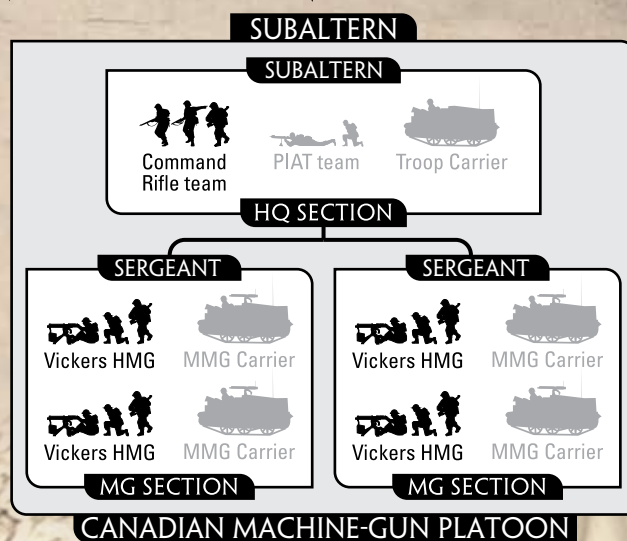 SUBALTERN
SUBALTERN
Command
Rifle team
PIAT team
Troop Carrier
HQ SECTION
SERGEANT
SERGEANT
Vickers HMG
MMG Carrier
Vickers HMG
MMG Carrier
Vickers HMG
MMG Carrier
Vickers HMG
MMG Carrier
MG SECTION
MG SECTION
CANADIAN MACHINE-GUN PLATOON